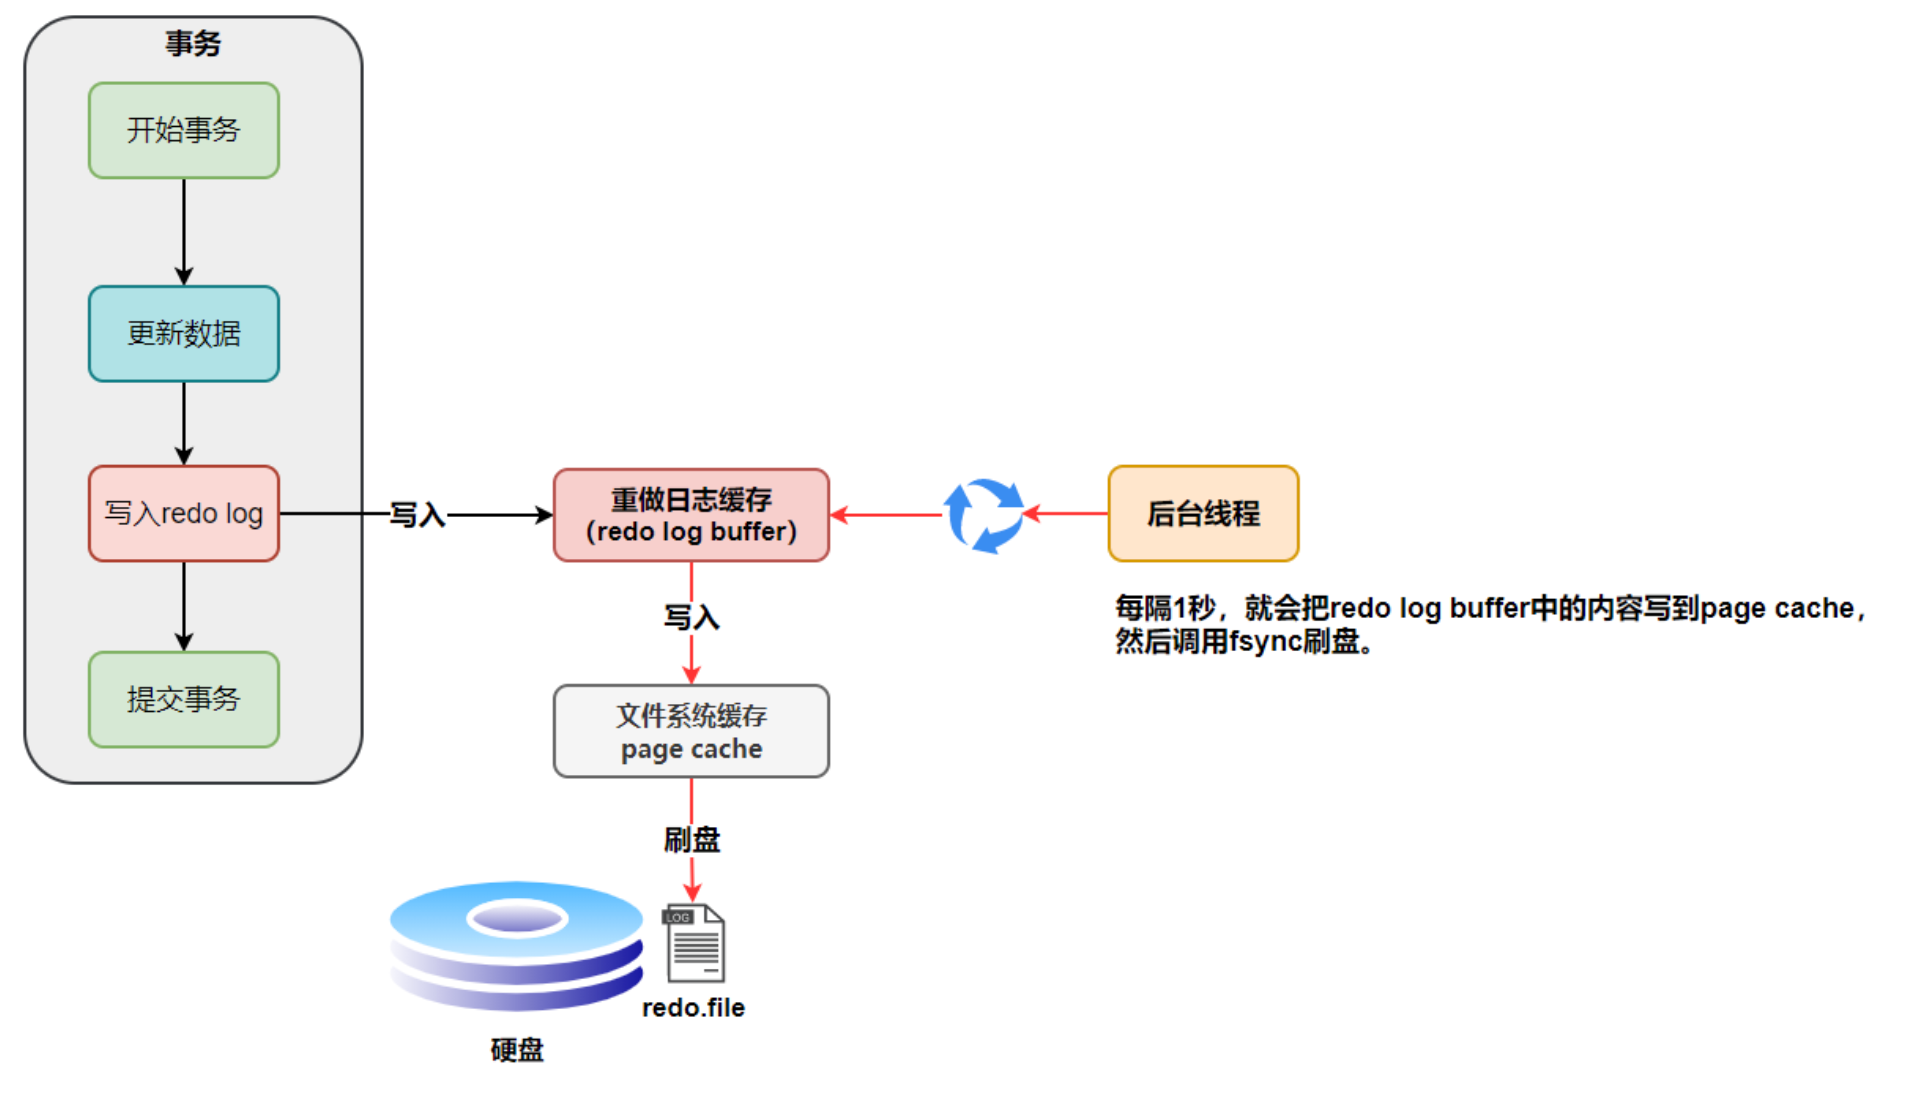 事务
开始事务
更新数据
写入redo log
提交事务
写入
重做日志缓存
（redo log buffer）
后台线程
每隔1秒，就会把redo log buffer中的内容写到page cache，
然后调用fsync刷盘。
写入
文件系统缓存
page cache
刷盘
LOG
redo.file
硬盘